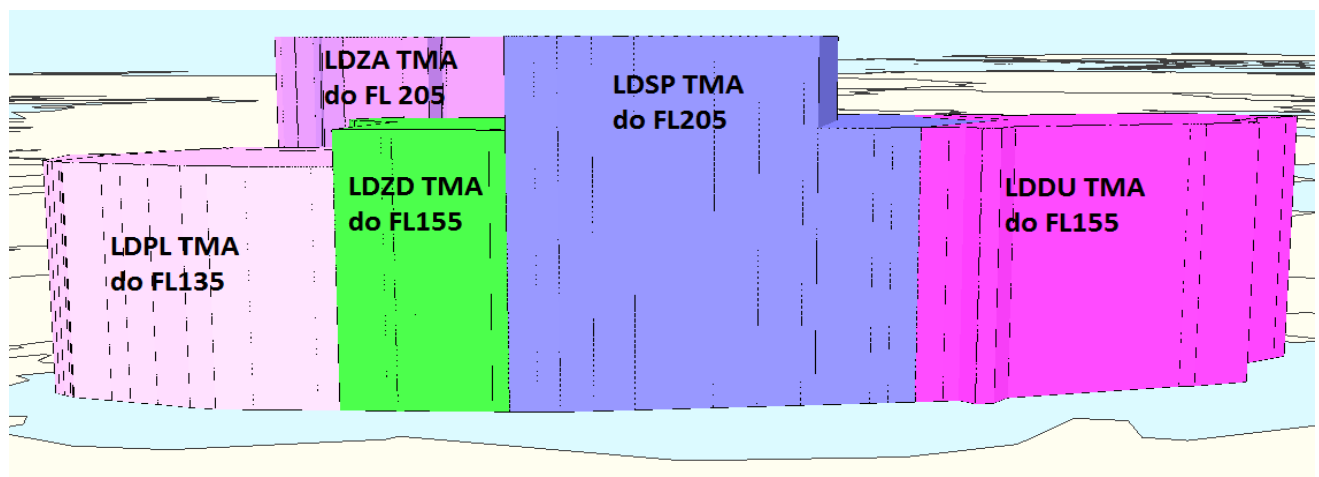 LDZA TMA
do FL 205
LDSP TMA
do FL205
LDZD TMA
do FL155
LDDU TMA
do FL155
LDPL TMA
do FL135